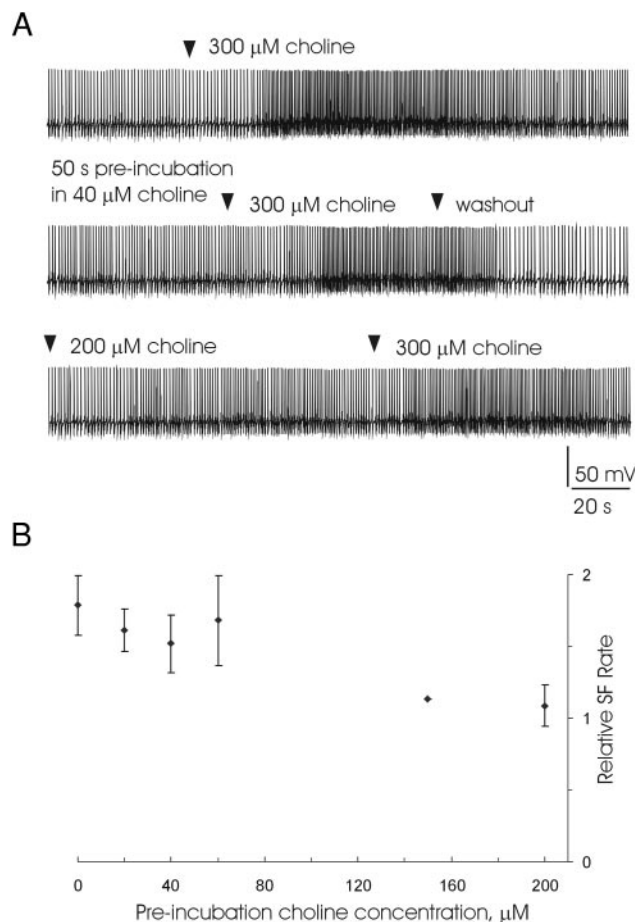 A
300 μM choline
50 s pre-incubation
in 40 μM choline
300 μM choline
washout
200 μM choline
300 μM choline
50 mV
20 s
B
2
1
0
Relative SF Rate
0 40 80 120 160 200
Pre-incubation choline concentration, μM